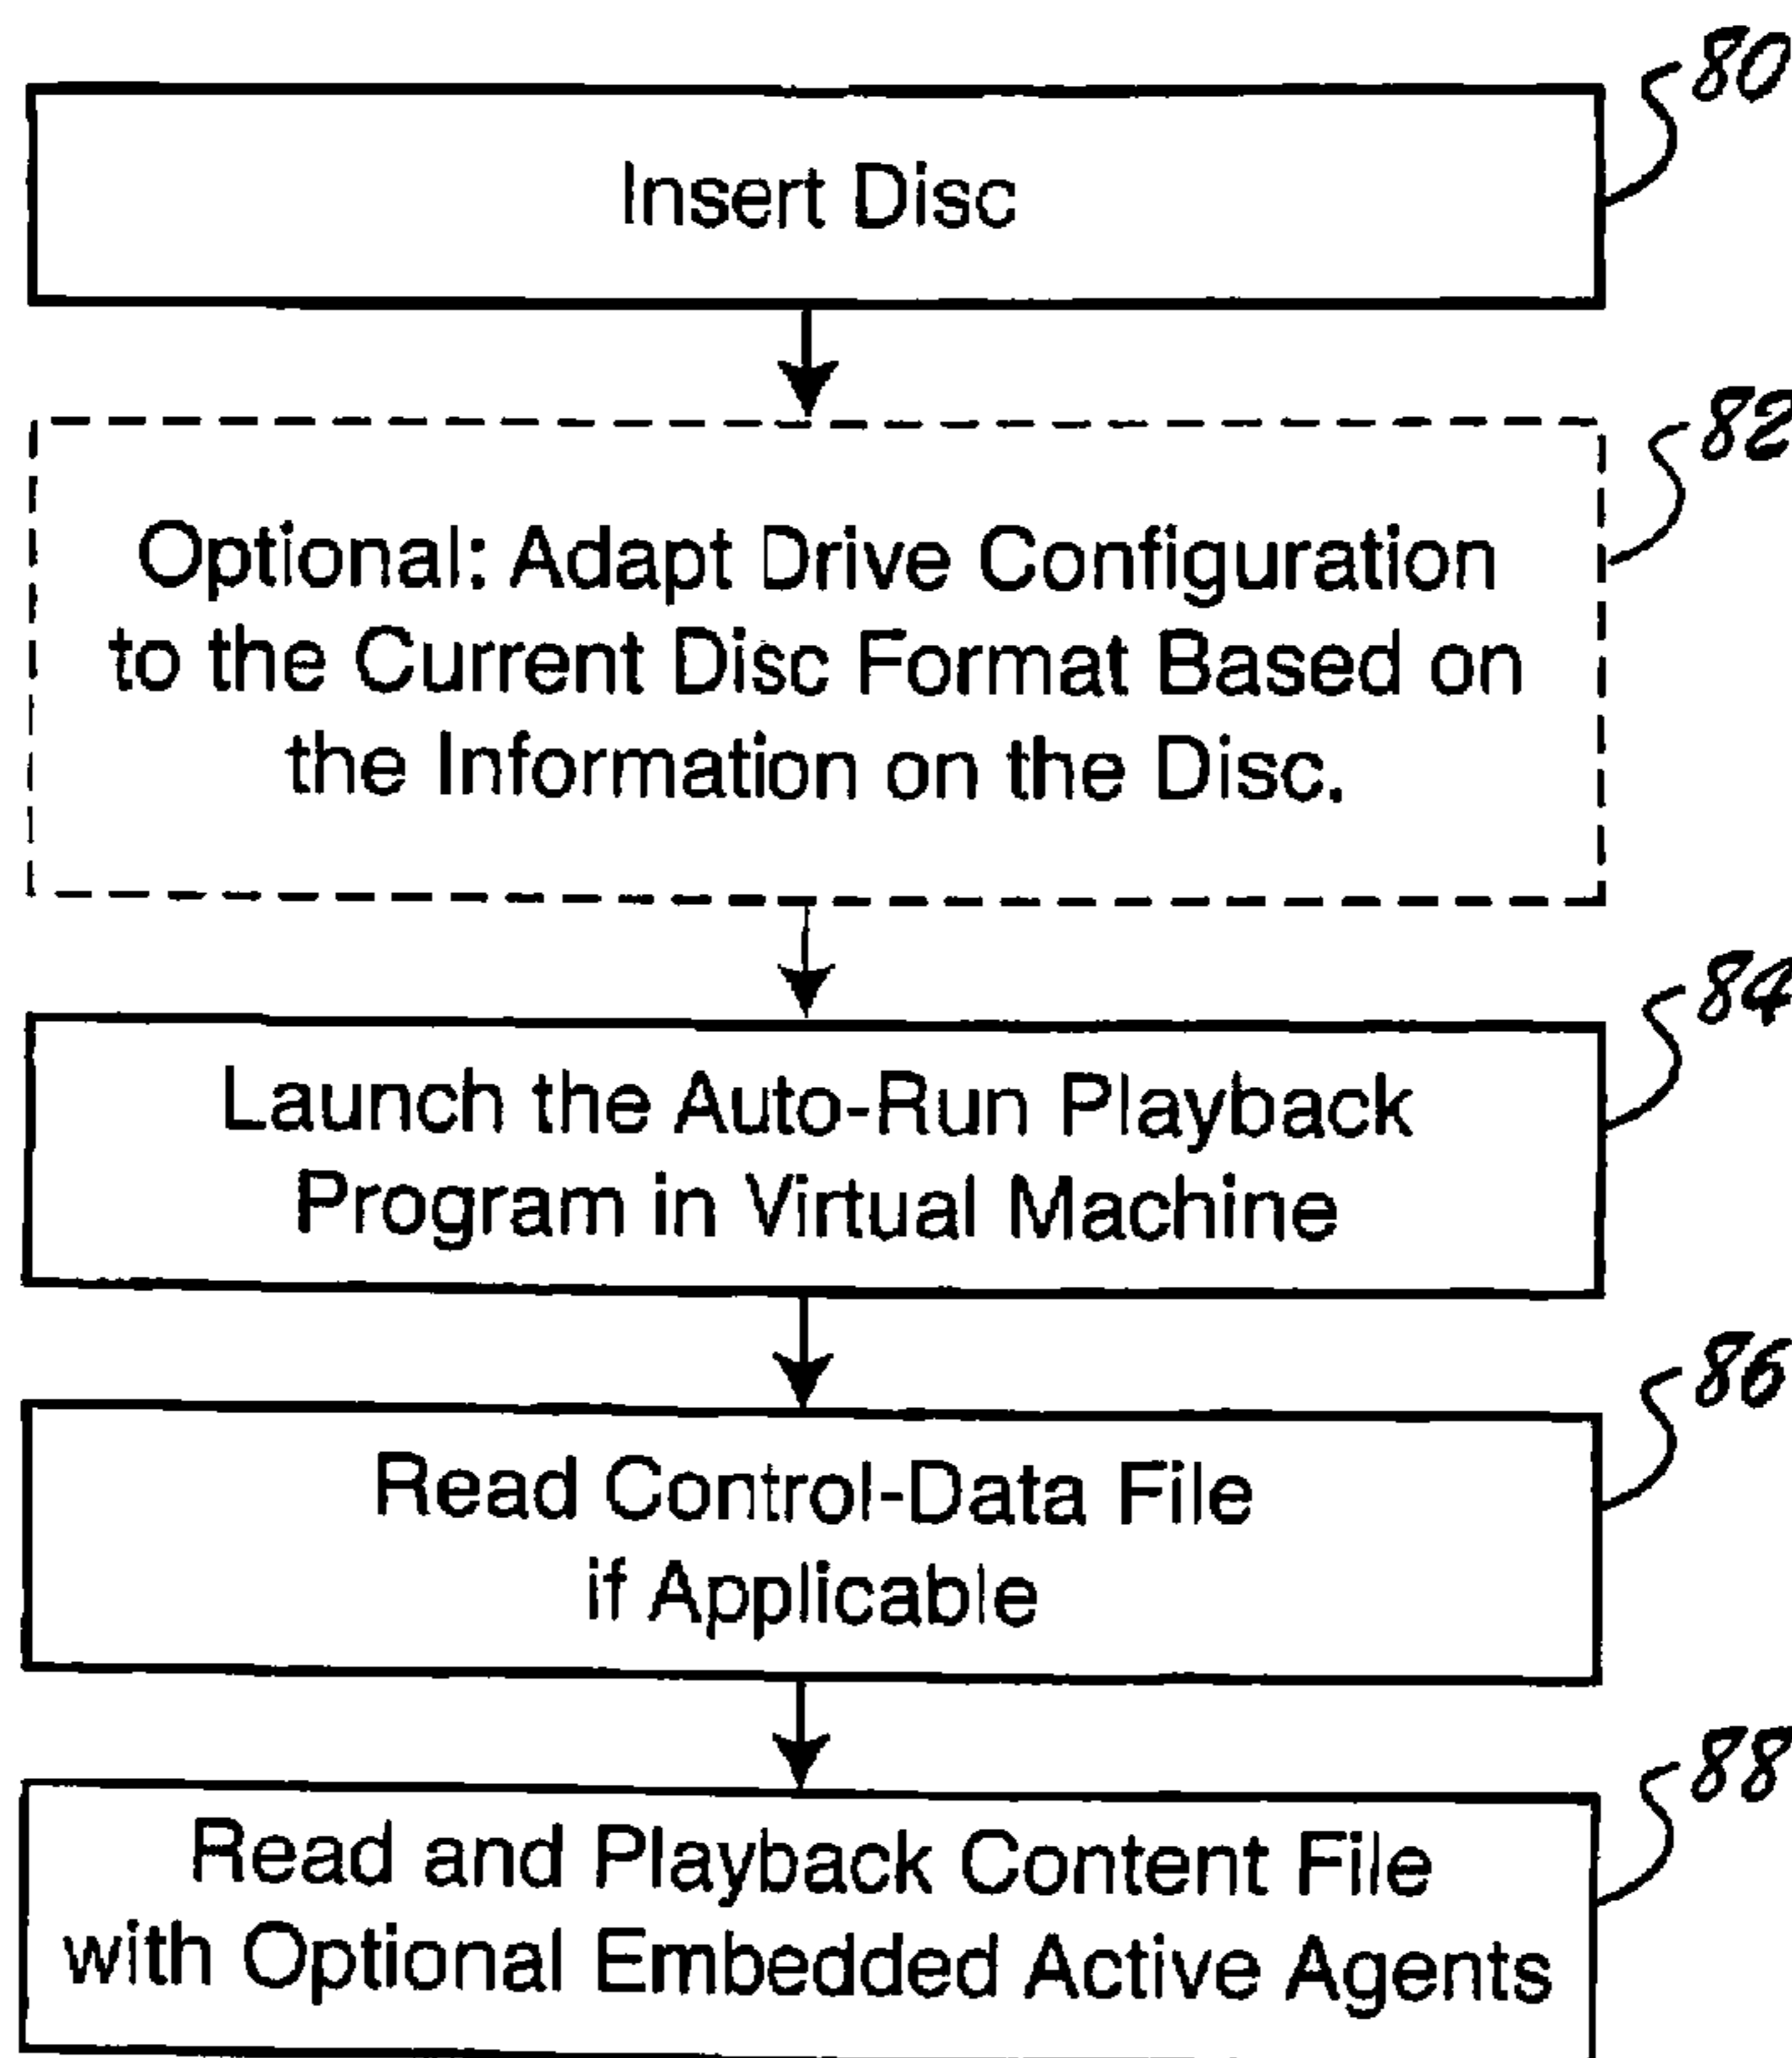 80
Insert Disc
82
Optional: Adapt Drive Configuration
to the Current Disc Format Based on
the Information on the Disc.
84
Launch the Auto-Run Playback
Program in Virtual Machine
86
Read Control-Data File
if Applicable
88
Read and Playback Content File
with Optional Embedded Active Agents